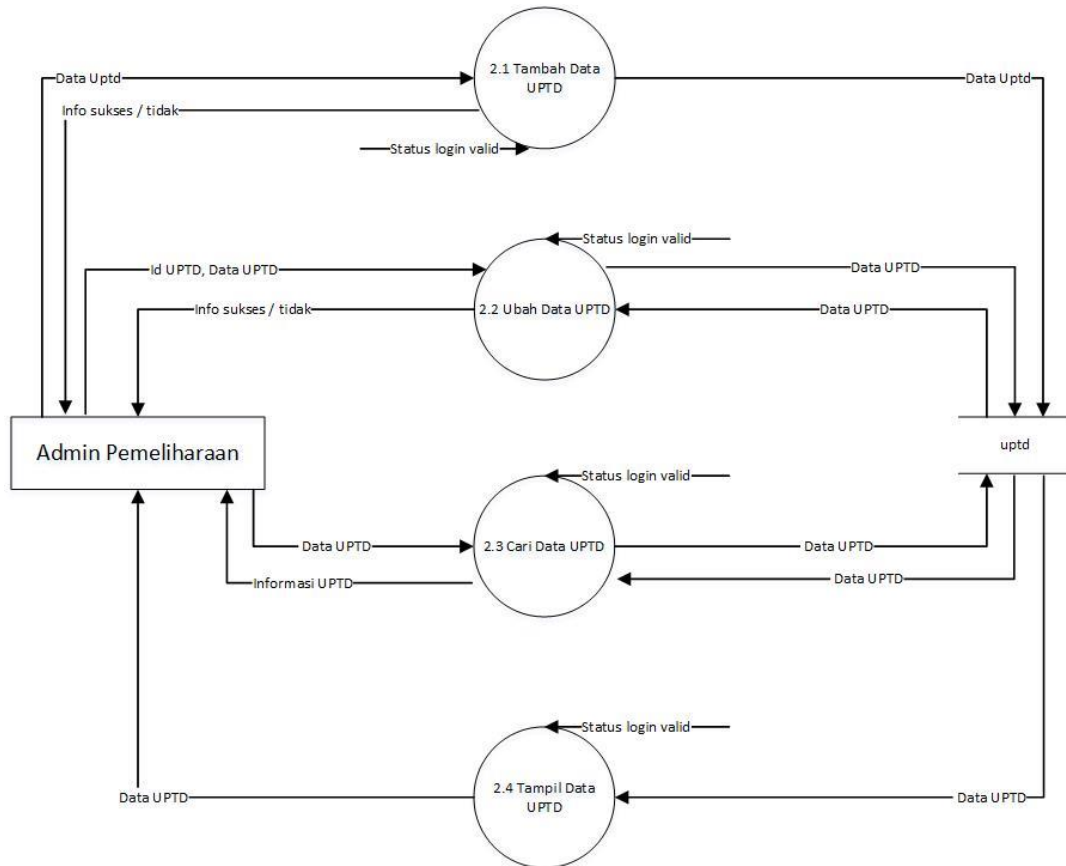 2.1 Tambah Data
UPTD
Data Uptd
Data Uptd
Info sukses / tidak
Status login valid
Status login valid
Id UPTD, Data UPTD
Data UPTD
Info sukses / tidak
2.2 Ubah Data UPTD
Data UPTD
Admin Pemeliharaan
uptd
Status login valid
Data UPTD
2.3 Cari Data UPTD
Data UPTD
Informasi UPTD
Data UPTD
Status login valid
2.4 Tampil Data
UPTD
Data UPTD
Data UPTD